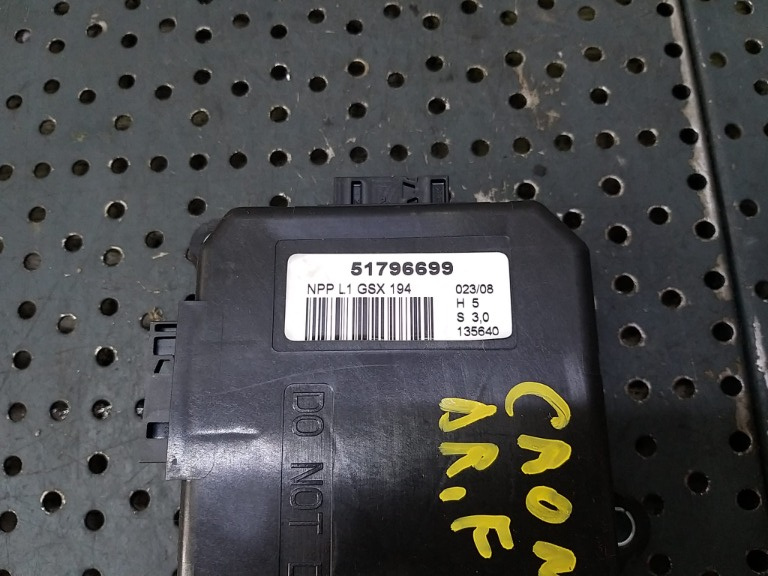 51796699
NPP L1 GSX 194
023/08
H 5
S 3,0
135640
DO NOT
CROM
AR.F